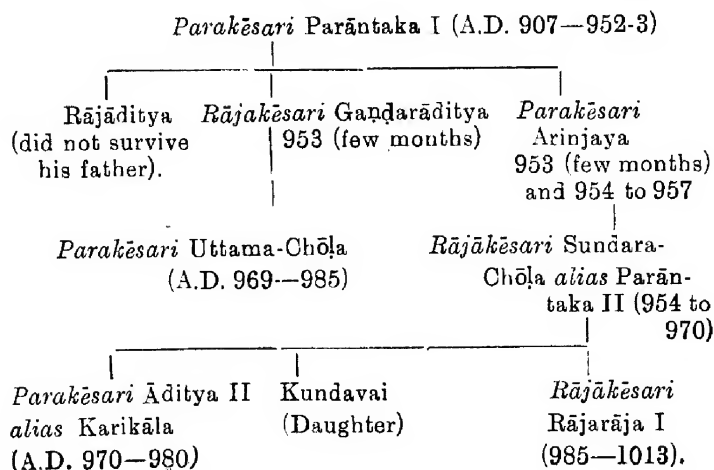 Parakēsari Parāntaka I (A.D. 907—952-3)
Rājāditya Rājakēsari Gaṇḍarāditya Parakēsari
(did not survive 953 (few months) Arinjaya
his father). 953 (few months)
and 954 to 957
Parakēsari Uttama-Chōḷa Rājākēsari Sundara-
(A.D. 969-–985) Chōḷa alias Parān-
taka II (954 to
970)
Parakēsari Āditya II Kundavai Rājākēsari
alias Karikāla (Daughter) Rājarāja I
(A.D. 970–980) (985—1013).